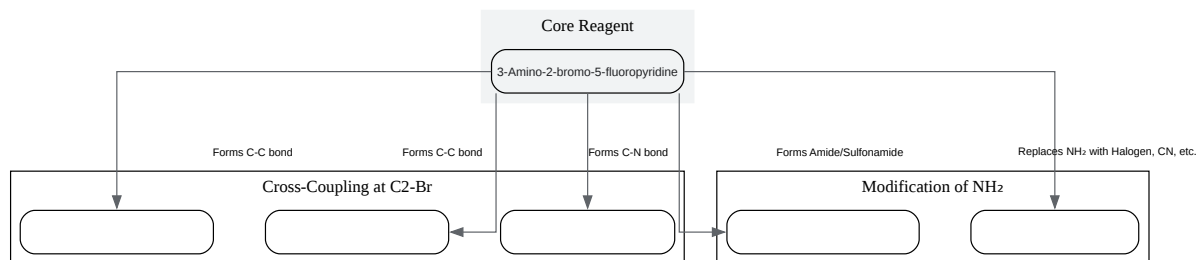 Core Reagent
3-Amino-2-bromo-5-fluoropyridine
Forms C-C bond
Forms C-C bond
Forms C-N bond
Forms Amide/Sulfonamide
Replaces NH₂ with Halogen, CN, etc.
Cross-Coupling at C2-Br
Modification of NH₂